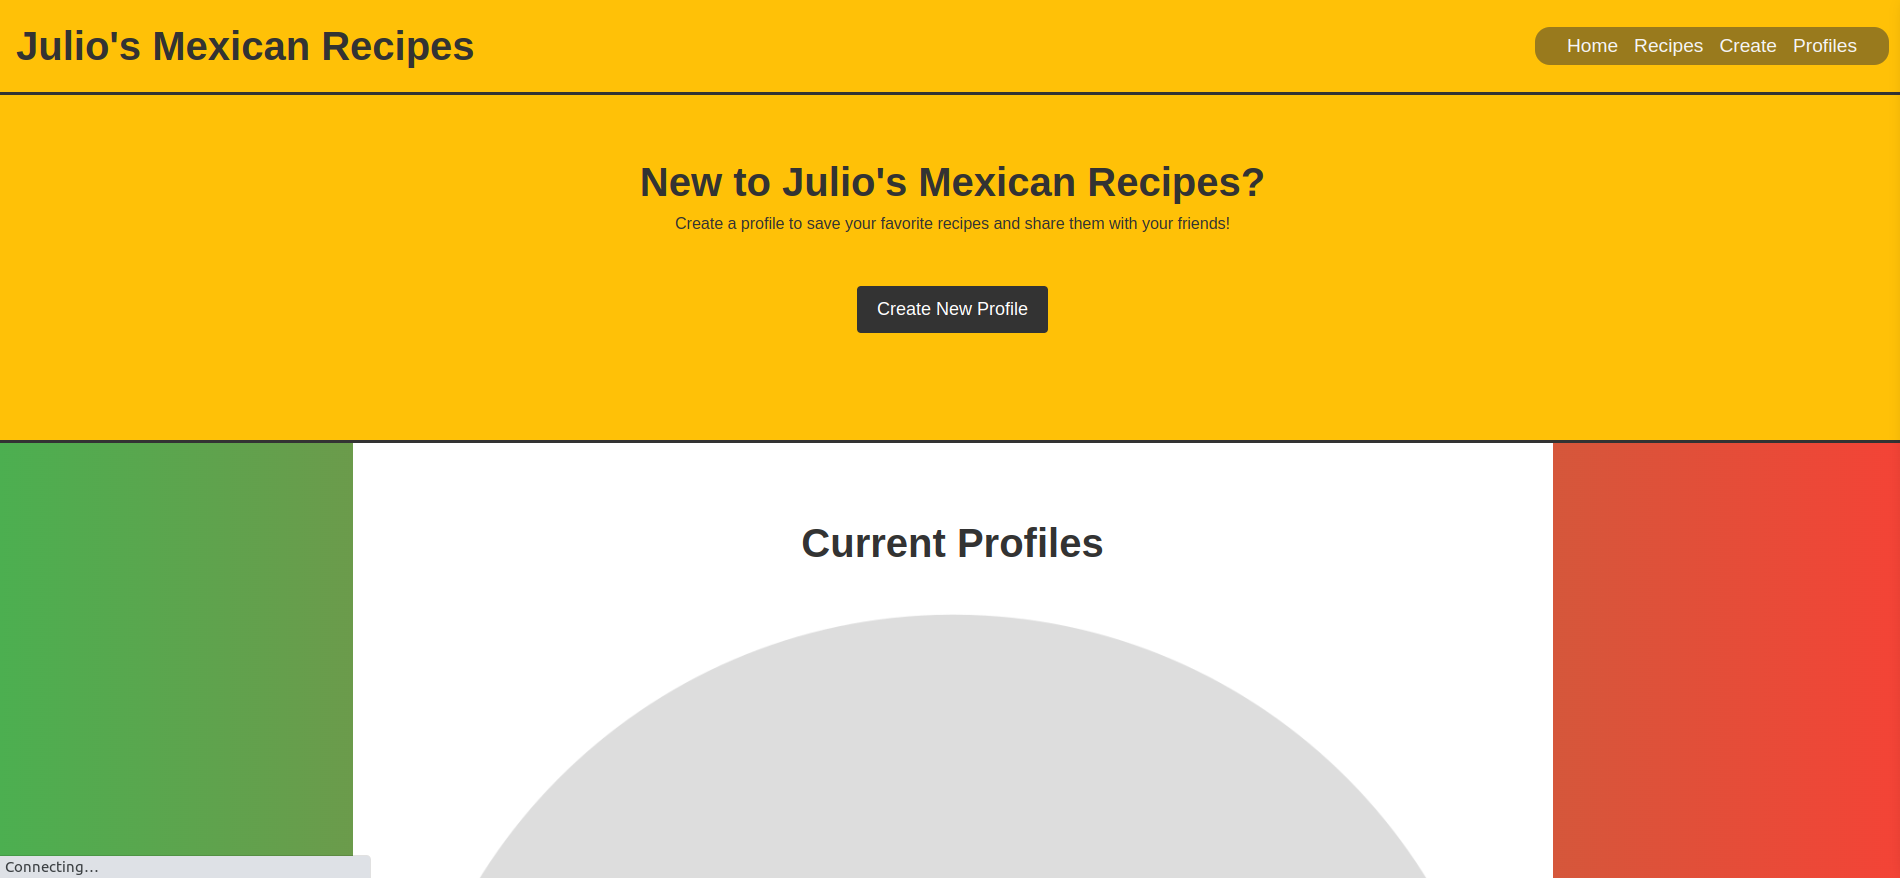 Julio's Mexican Recipes
Home Recipes Create Profiles
New to Julio's Mexican Recipes?
Create a profile to save your favorite recipes and share them with your friends!
Create New Profile
Current Profiles
Connecting...